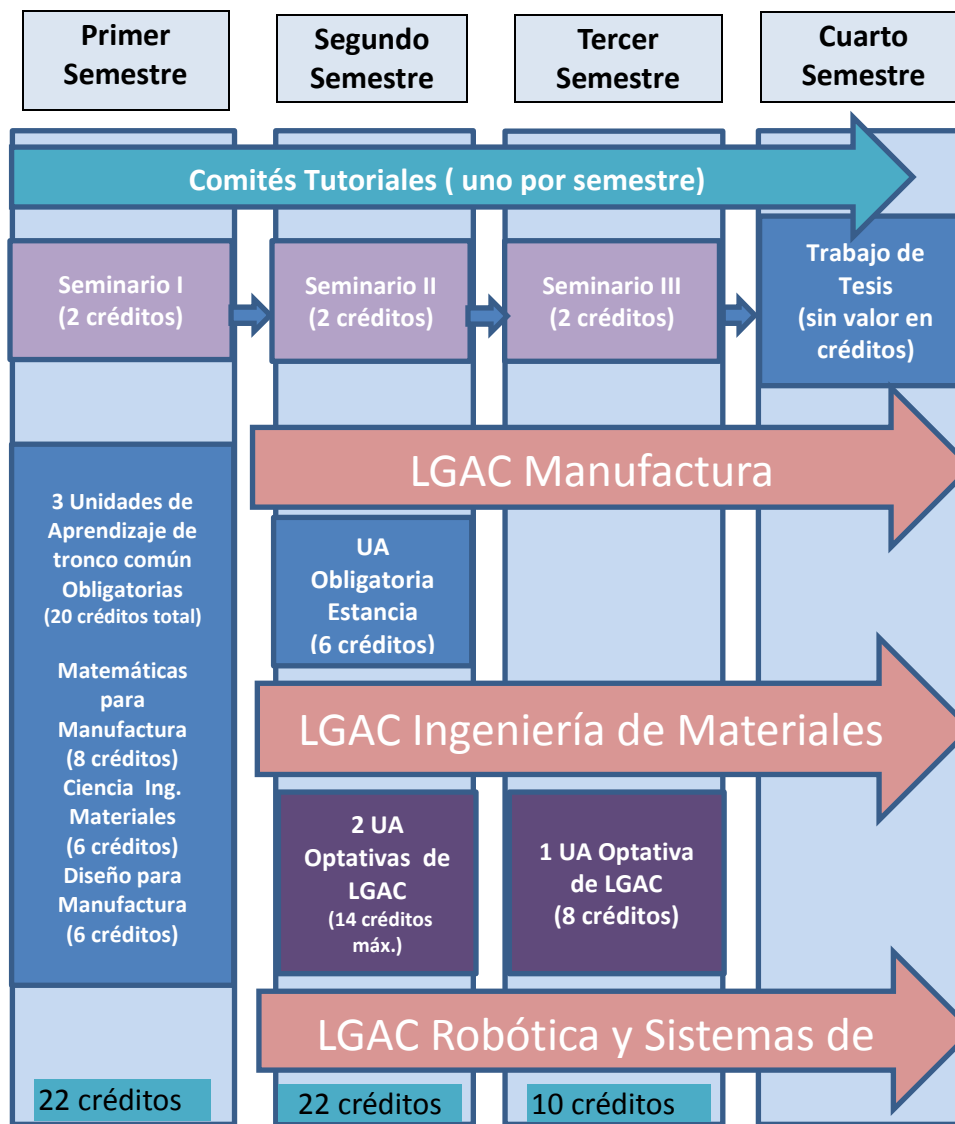 Primer
Semestre
Segundo
Semestre
Tercer
Semestre
Cuarto
Semestre
Comités Tutoriales ( uno por semestre)
Seminario I
(2 créditos)
Seminario II
(2 créditos)
Seminario III
(2 créditos)
Trabajo de
Tesis
(sin valor en
créditos)
LGAC Manufactura
3 Unidades de
Aprendizaje de
tronco común
Obligatorias
(20 créditos total)
Matemáticas
para
Manufactura
(8 créditos)
Ciencia Ing.
Materiales
(6 créditos)
Diseño para
Manufactura
(6 créditos)
UA
Obligatoria
Estancia
(6 créditos)
LGAC Ingeniería de Materiales
2 UA
Optativas de
LGAC
(14 créditos
máx.)
1 UA Optativa
de LGAC
(8 créditos)
LGAC Robótica y Sistemas de
22 créditos
22 créditos
10 créditos